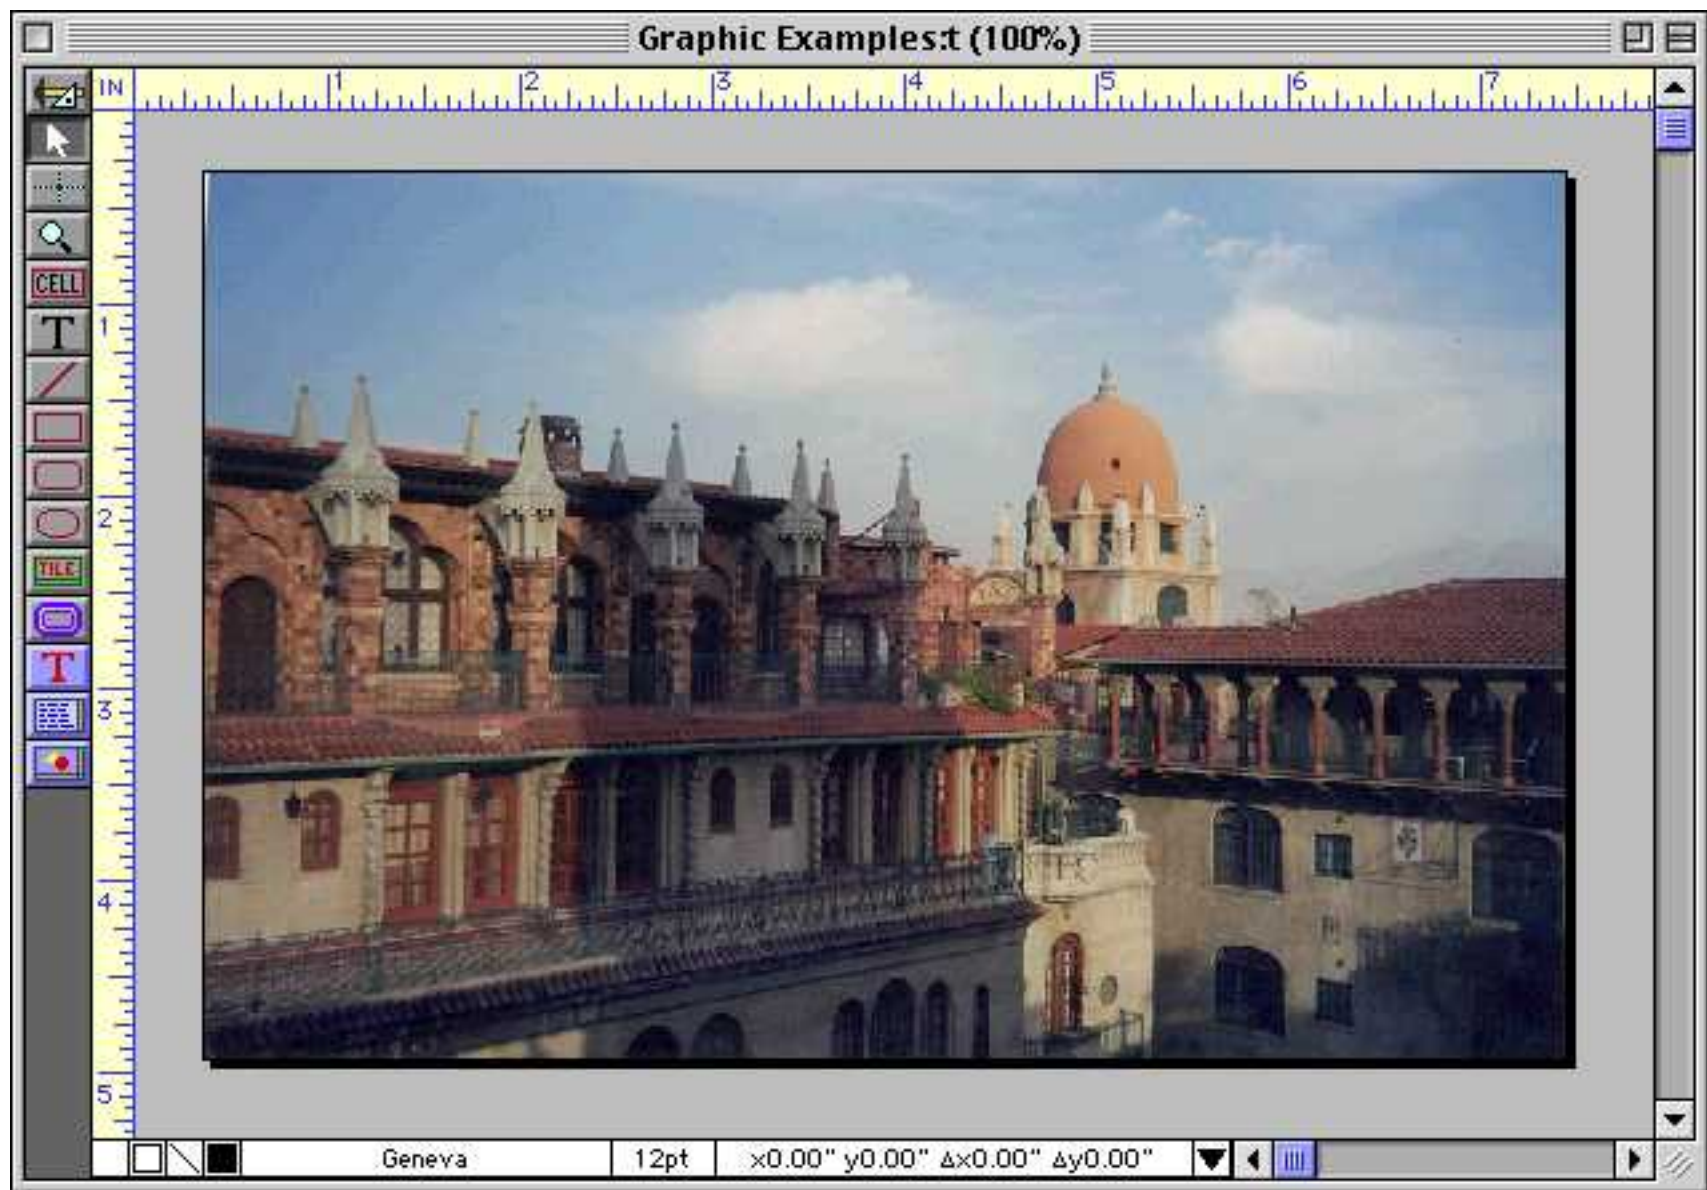 Graphic Examples:t (100%)
IN 1 2 3 4 5 6 7
CELL
T
1
TILE
2
T
3
4
5
Geneva 12pt x0.00" y0.00" Δx0.00" Δy0.00"